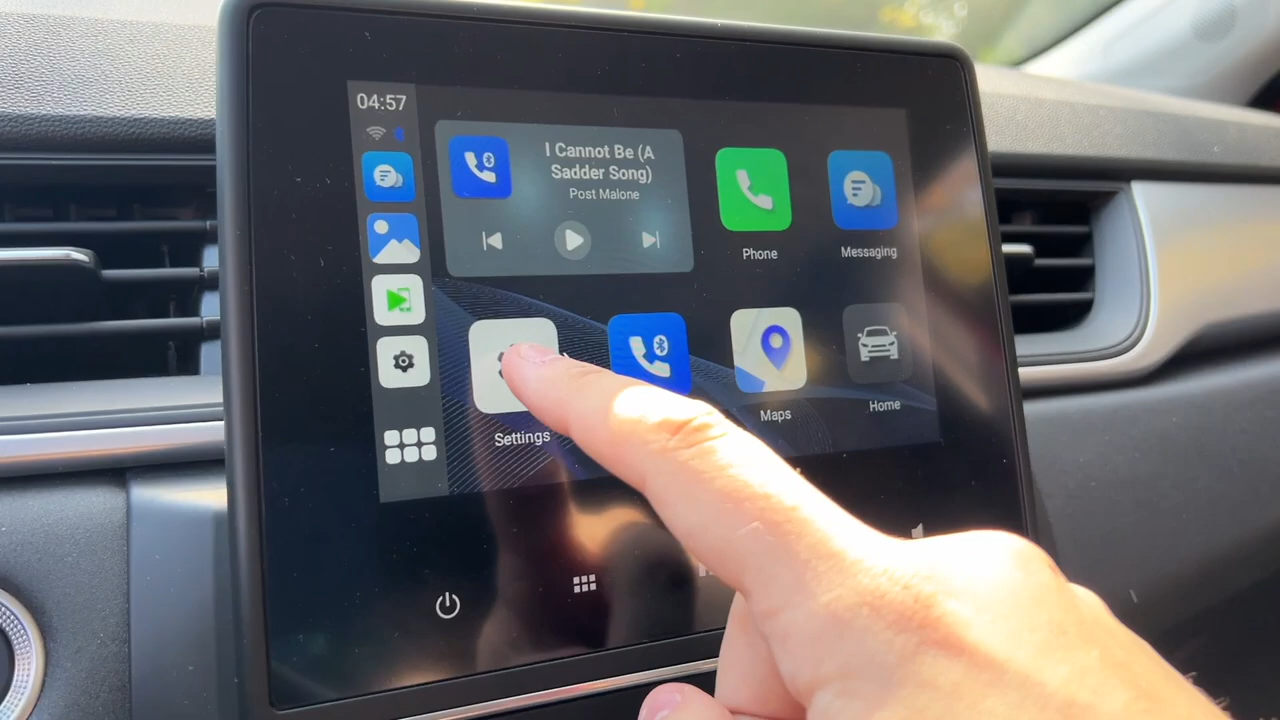 04:57
I Cannot Be (A
Sadder Song)
Post Malone
Phone
Messaging
Settings
Maps
Home